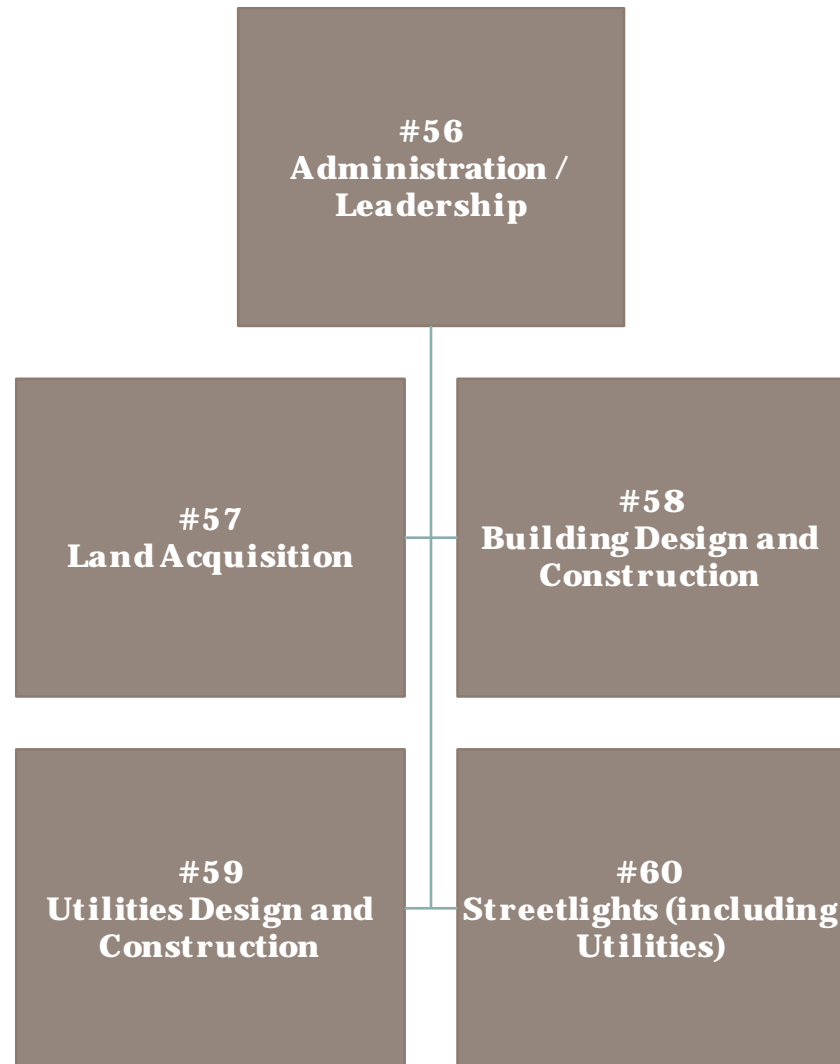 #56
Administration /
Leadership
#57
Land Acquisition
#58
Building Design and
Construction
#59
Utilities Design and
Construction
#60
Streetlights (including
Utilities)